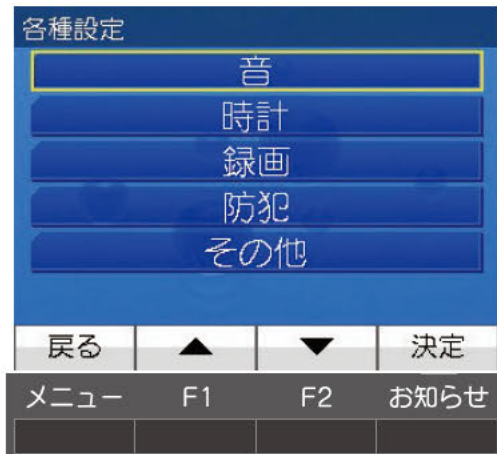 各種設定
音
時計
録画
防犯
その他
戻る ▲ ▼ 決定
メニュー F1 F2 お知らせ